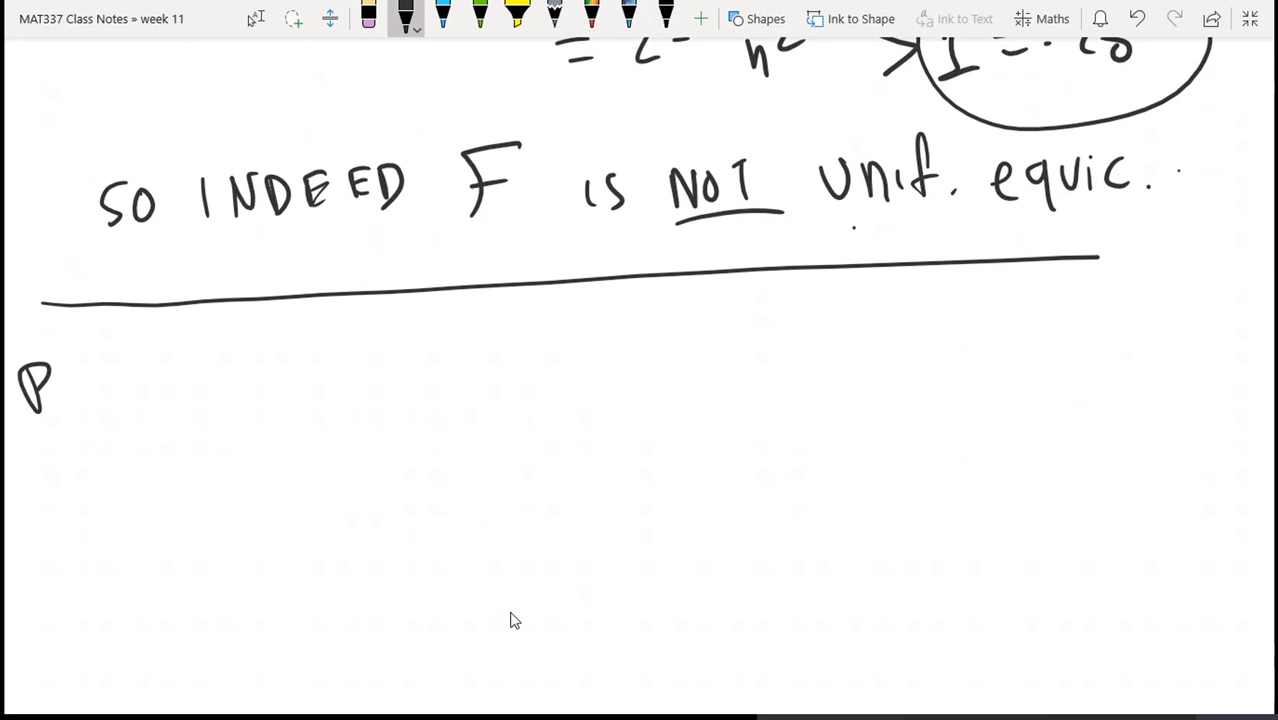 MAT337 Class Notes » week 11
Shapes
Ink to Shape
Ink to Text
Maths
SO INDEED F IS NOT Unif. equic.
P